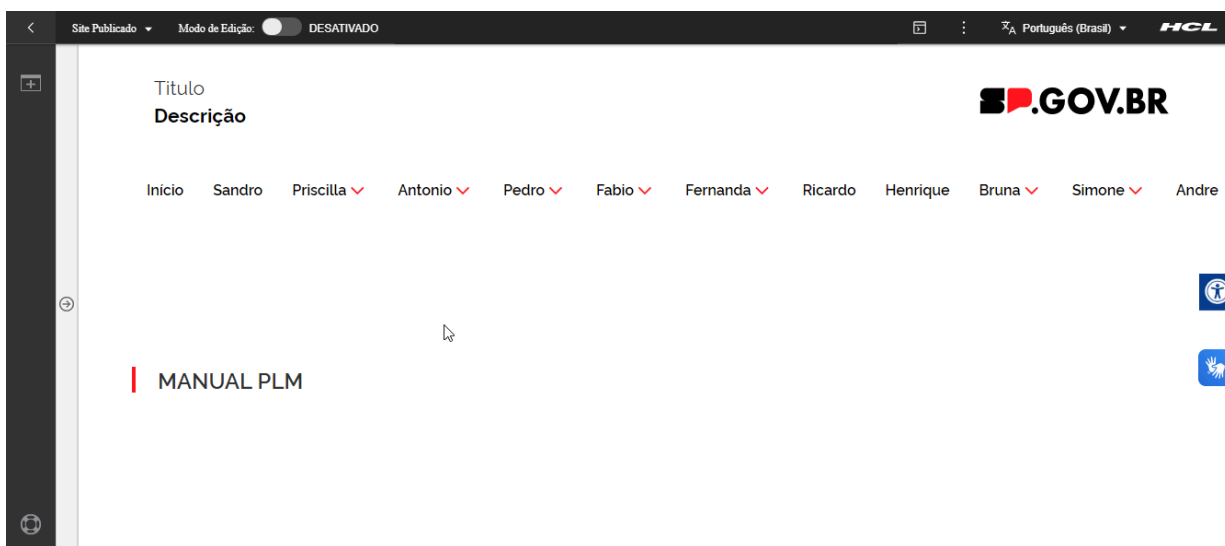 Site Publicado Modo de Edição: DESATIVADO Português (Brasil) HCL
Título
Descrição
SP.GOV.BR
Início Sandro Priscilla Antonio Pedro Fabio Fernanda Ricardo Henrique Bruna Simone Andre
MANUAL PLM